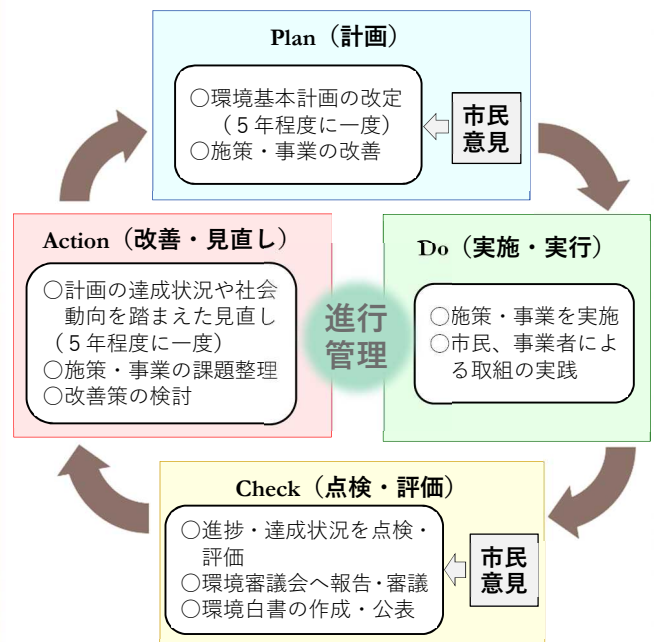 Plan（計画）
○環境基本計画の改定
（５年程度に一度）
○施策・事業の改善
市民
意見
Action（改善・見直し）
○計画の達成状況や社会
動向を踏まえた見直し
（５年程度に一度）
○施策・事業の課題整理
○改善策の検討
進行
管理
Do（実施・実行）
○施策・事業を実施
○市民、事業者によ
る取組の実践
Check（点検・評価）
○進捗・達成状況を点検・
評価
○環境審議会へ報告・審議
○環境白書の作成・公表
市民
意見